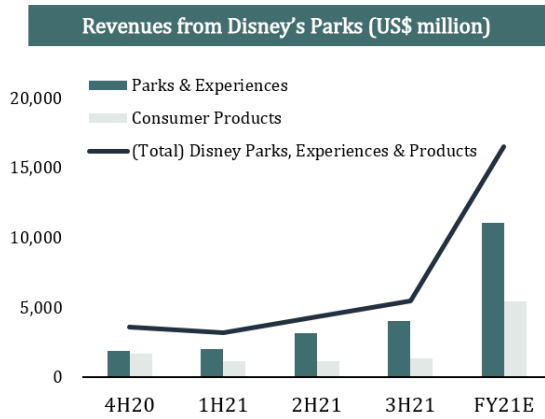 Revenues from Disney's Parks (US$ million)
20,000
Parks & Experiences
Consumer Products
(Total) Disney Parks, Experiences & Products
15,000
10,000
5,000
0
4H20 1H21 2H21 3H21 FY21E